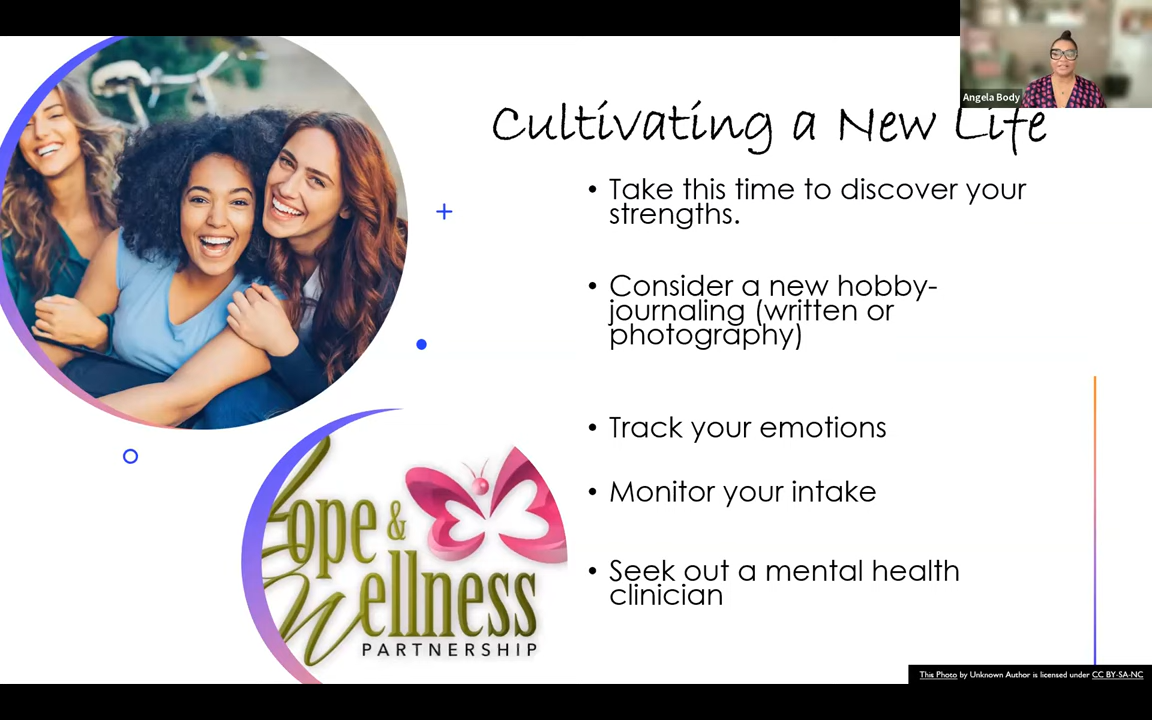 Angela Body
Cultivating a New Life
• Take this time to discover your
strengths.
• Consider a new hobby-
journaling (written or
photography)
• Track your emotions
• Monitor your intake
• Seek out a mental health
clinician
Hope &
Wellness
PARTNERSHIP
This Photo by Unknown Author is licensed under CC BY-SA-NC